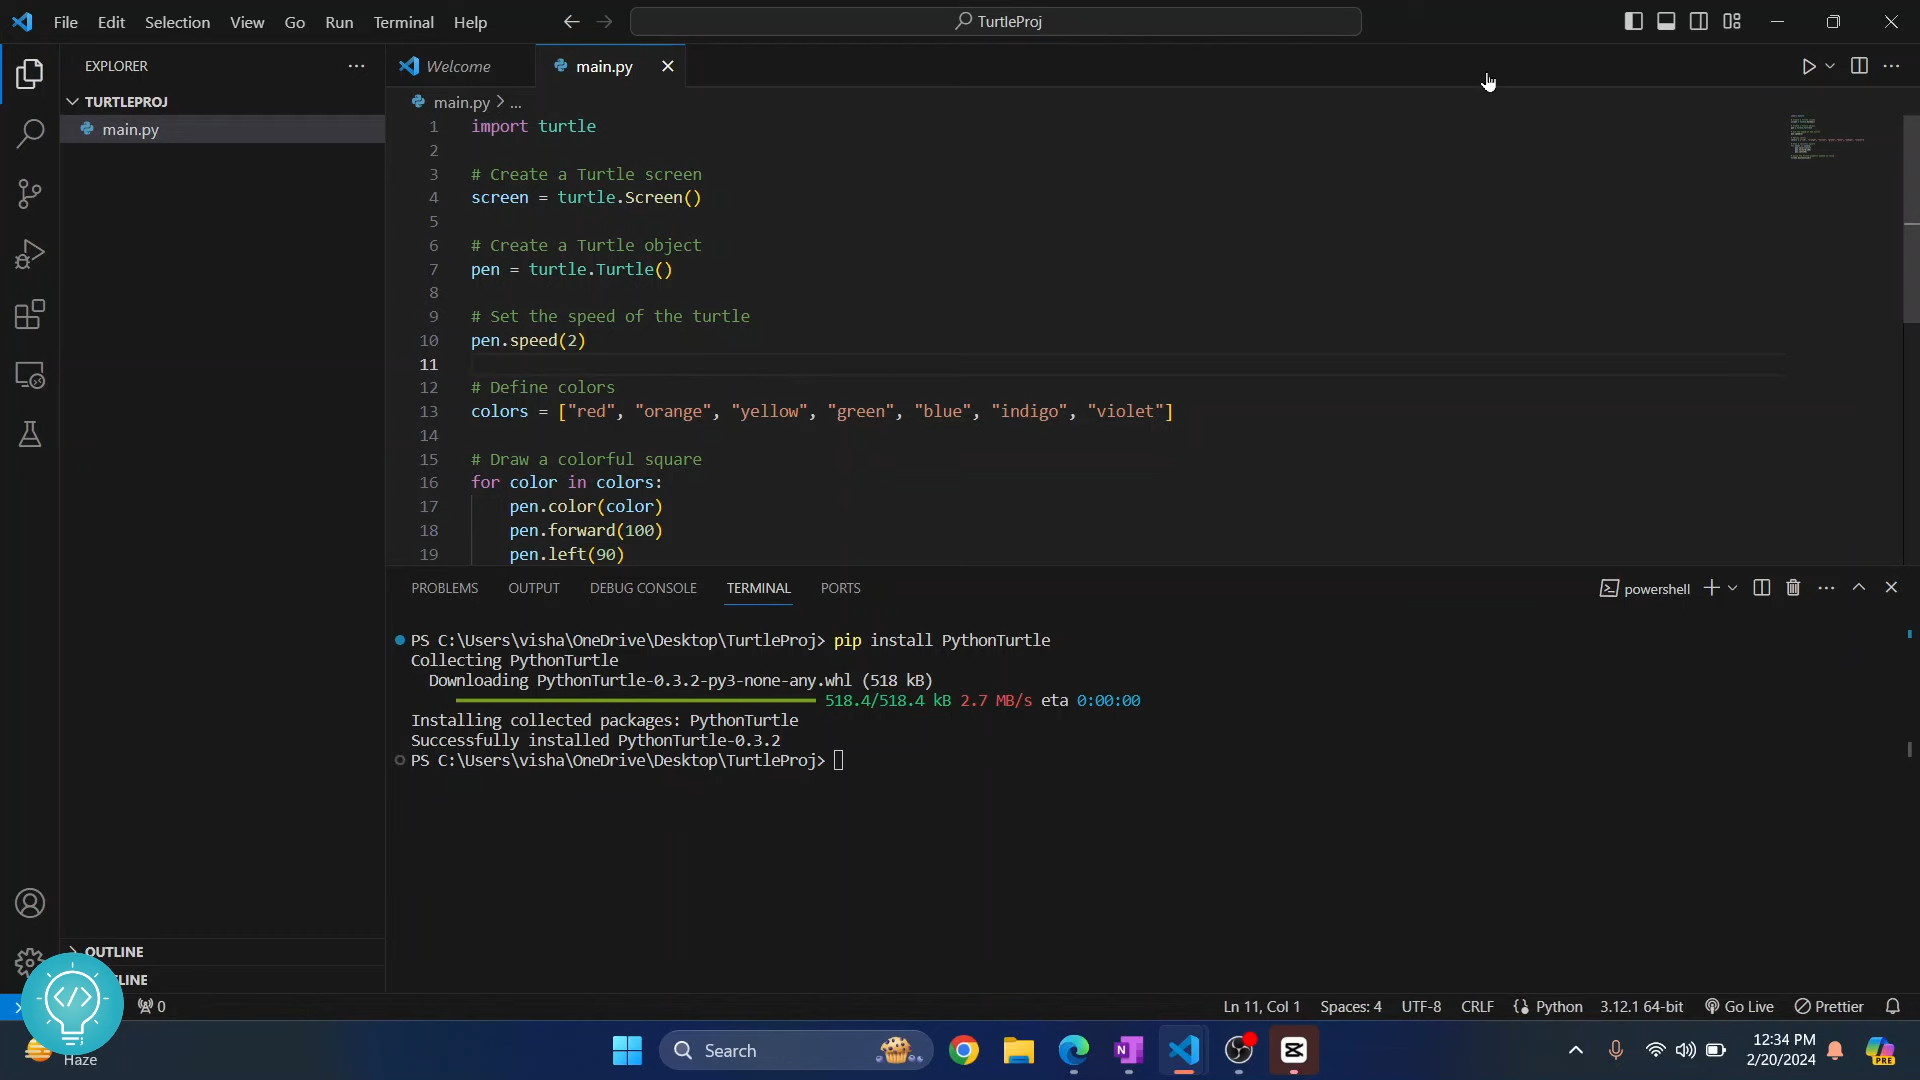 File Edit Selection View Go Run Terminal Help
TurtleProj
EXPLORER
TURTLEPROJ
main.py
Welcome
main.py
main.py > ...
1 import turtle
2
3 # Create a Turtle screen
4 screen = turtle.Screen()
5
6 # Create a Turtle object
7 pen = turtle.Turtle()
8
9 # Set the speed of the turtle
10 pen.speed(2)
11
12 # Define colors
13 colors = ["red", "orange", "yellow", "green", "blue", "indigo", "violet"]
14
15 # Draw a colorful square
16 for color in colors:
17 pen.color(color)
18 pen.forward(100)
19 pen.left(90)
PROBLEMS OUTPUT DEBUG CONSOLE TERMINAL PORTS
powershell
PS C:\Users\visha\OneDrive\Desktop\TurtleProj> pip install PythonTurtle
Collecting PythonTurtle
Downloading PythonTurtle-0.3.2-py3-none-any.whl (518 kB)
518.4/518.4 kB 2.7 MB/s eta 0:00:00
Installing collected packages: PythonTurtle
Successfully installed PythonTurtle-0.3.2
PS C:\Users\visha\OneDrive\Desktop\TurtleProj>
OUTLINE
LINE
</>
0
Ln 11, Col 1 Spaces: 4 UTF-8 CRLF Python 3.12.1 64-bit Go Live Prettier
Haze
Search
12:34 PM
2/20/2024
PRE